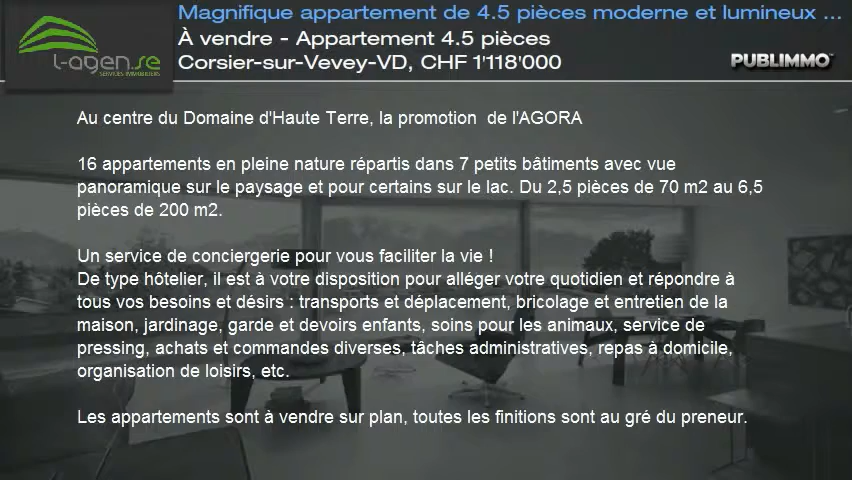 l-agen.se
SERVICES IMMOBILIERS
Magnifique appartement de 4.5 pièces moderne et lumineux ...
À vendre - Appartement 4.5 pièces
Corsier-sur-Vevey-VD, CHF 1'118'000
PUBLIMMO
Au centre du Domaine d'Haute Terre, la promotion de l'AGORA
16 appartements en pleine nature répartis dans 7 petits bâtiments avec vue
panoramique sur le paysage et pour certains sur le lac. Du 2,5 pièces de 70 m2 au 6,5
pièces de 200 m2.
Un service de conciergerie pour vous faciliter la vie !
De type hôtelier, il est à votre disposition pour alléger votre quotidien et répondre à
tous vos besoins et désirs : transports et déplacement, bricolage et entretien de la
maison, jardinage, garde et devoirs enfants, soins pour les animaux, service de
pressing, achats et commandes diverses, tâches administratives, repas à domicile,
organisation de loisirs, etc.
Les appartements sont à vendre sur plan, toutes les finitions sont au gré du preneur.